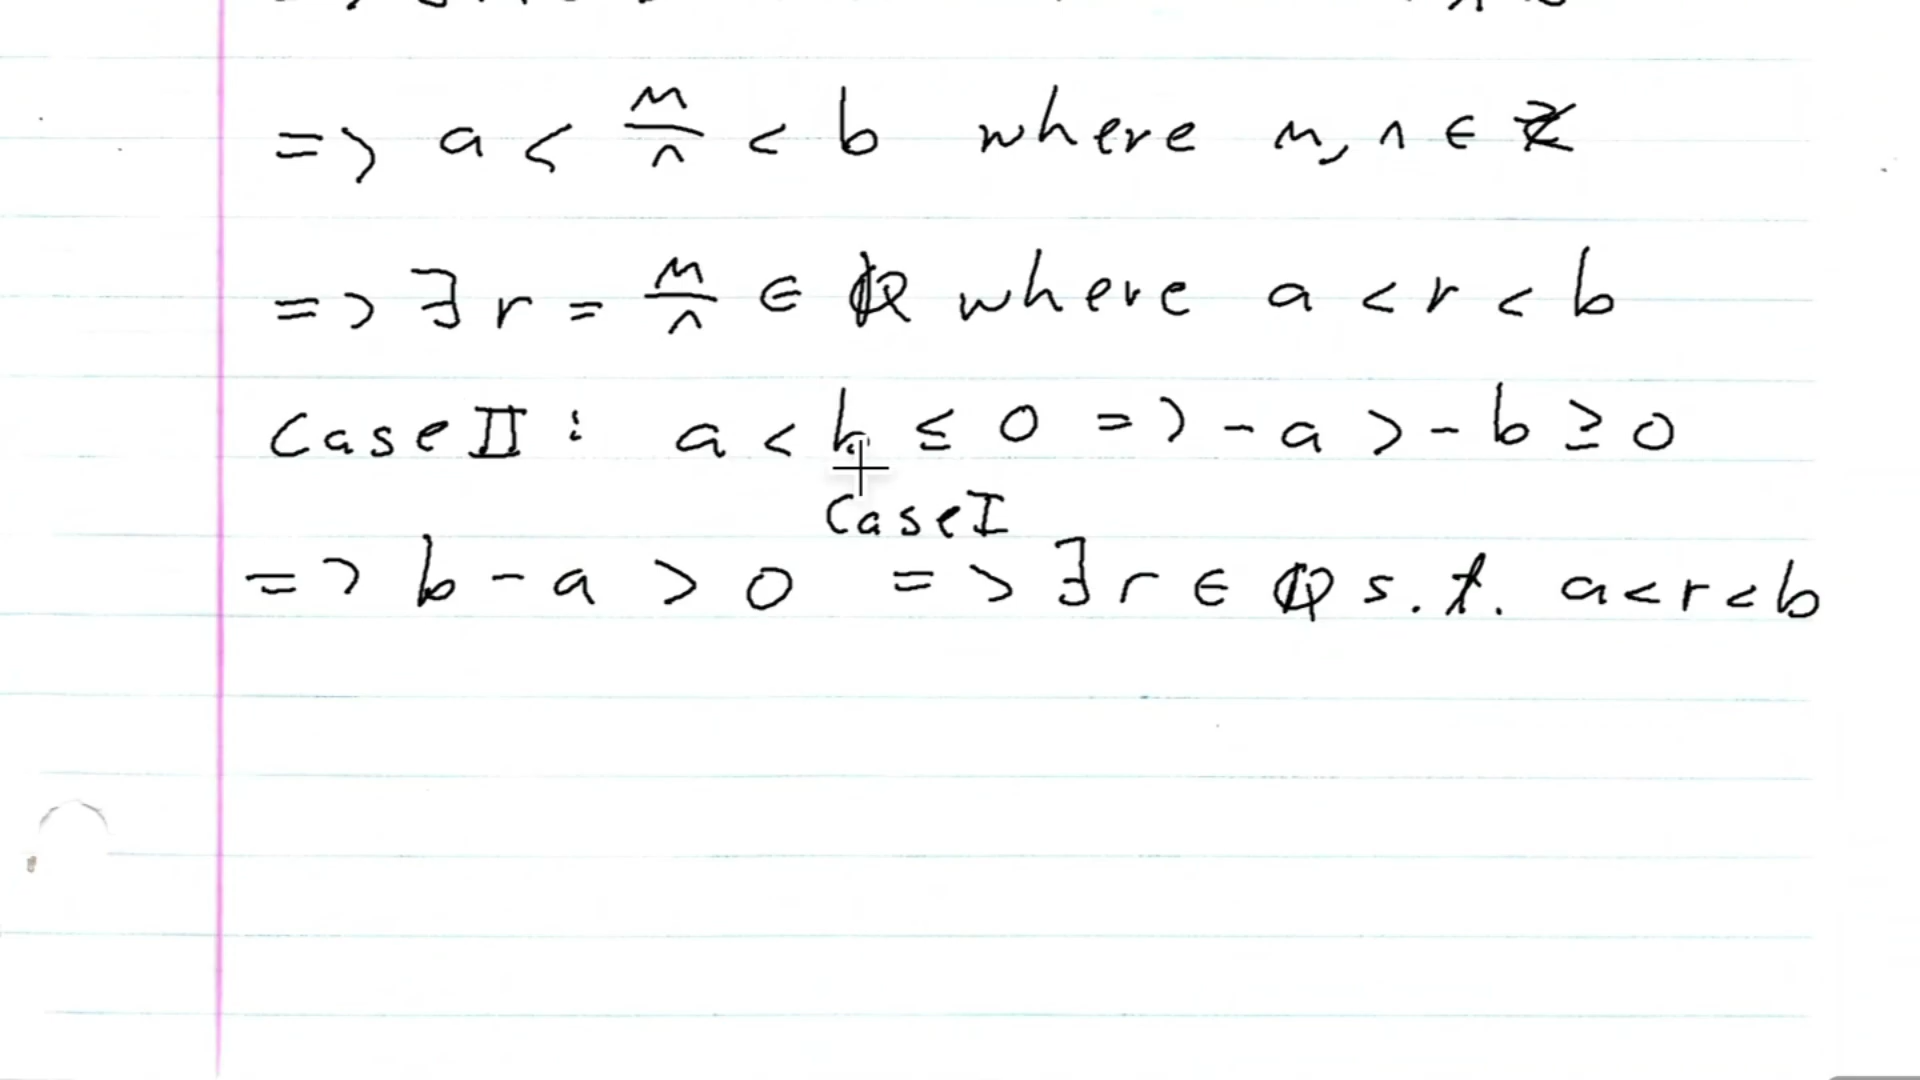 => a < m/n < b where m, n ∈ ℤ
=> ∃ r = m/n ∈ ℚ where a < r < b
Case II: a < b ≤ 0 => -a > -b ≥ 0
Case I
=> b - a > 0 => ∃ r ∈ ℚ s.t. a < r < b